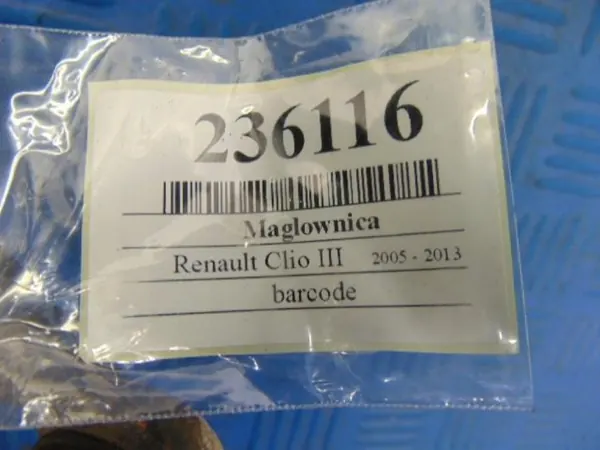 236116
Maglownica
Renault Clio III 2005 - 2013
barcode